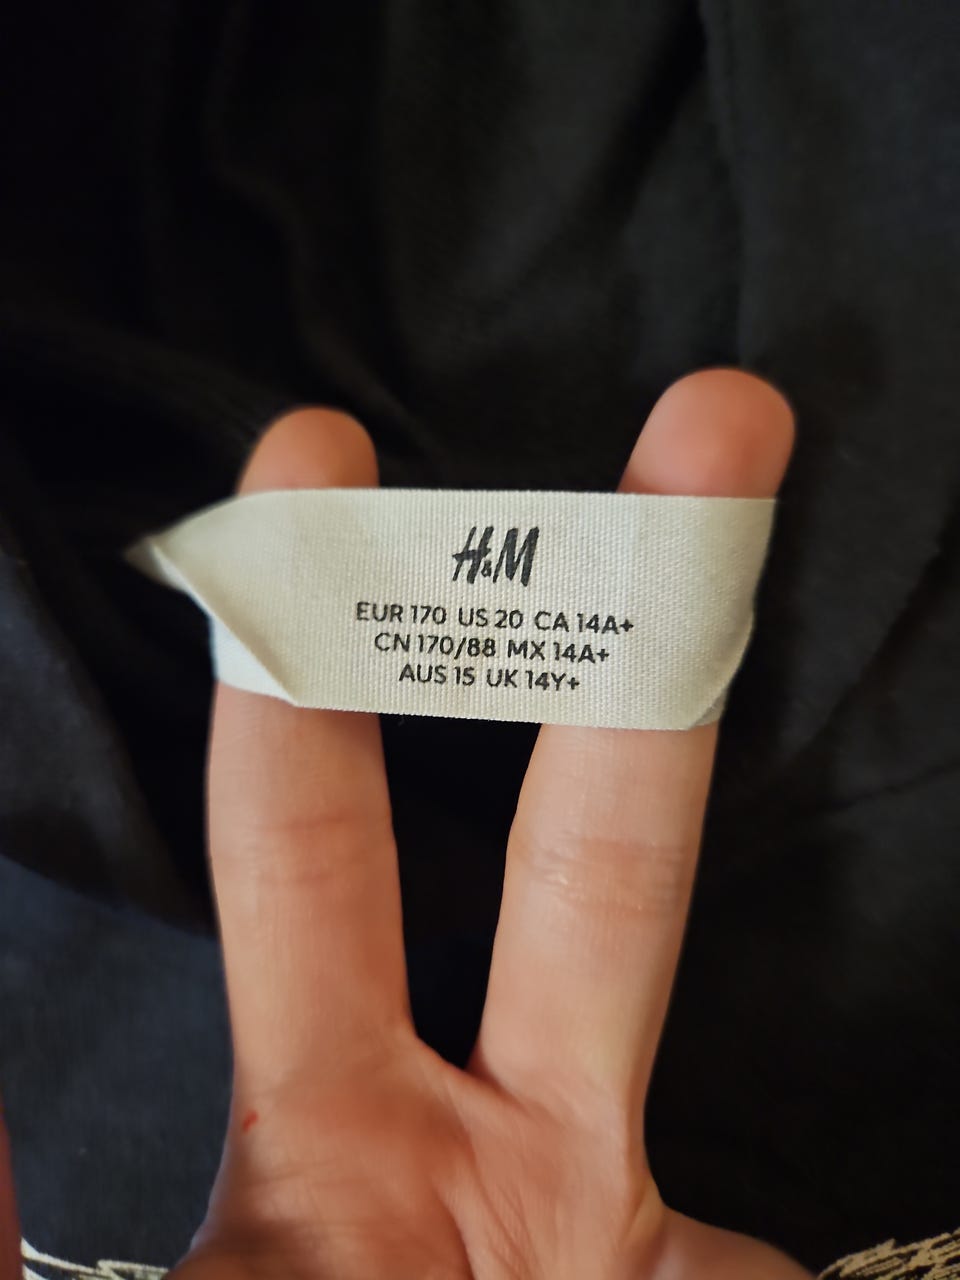 H&M
EUR 170 US 20 CA 14A+
CN 170/88 MX 14A+
AUS 15 UK 14Y+